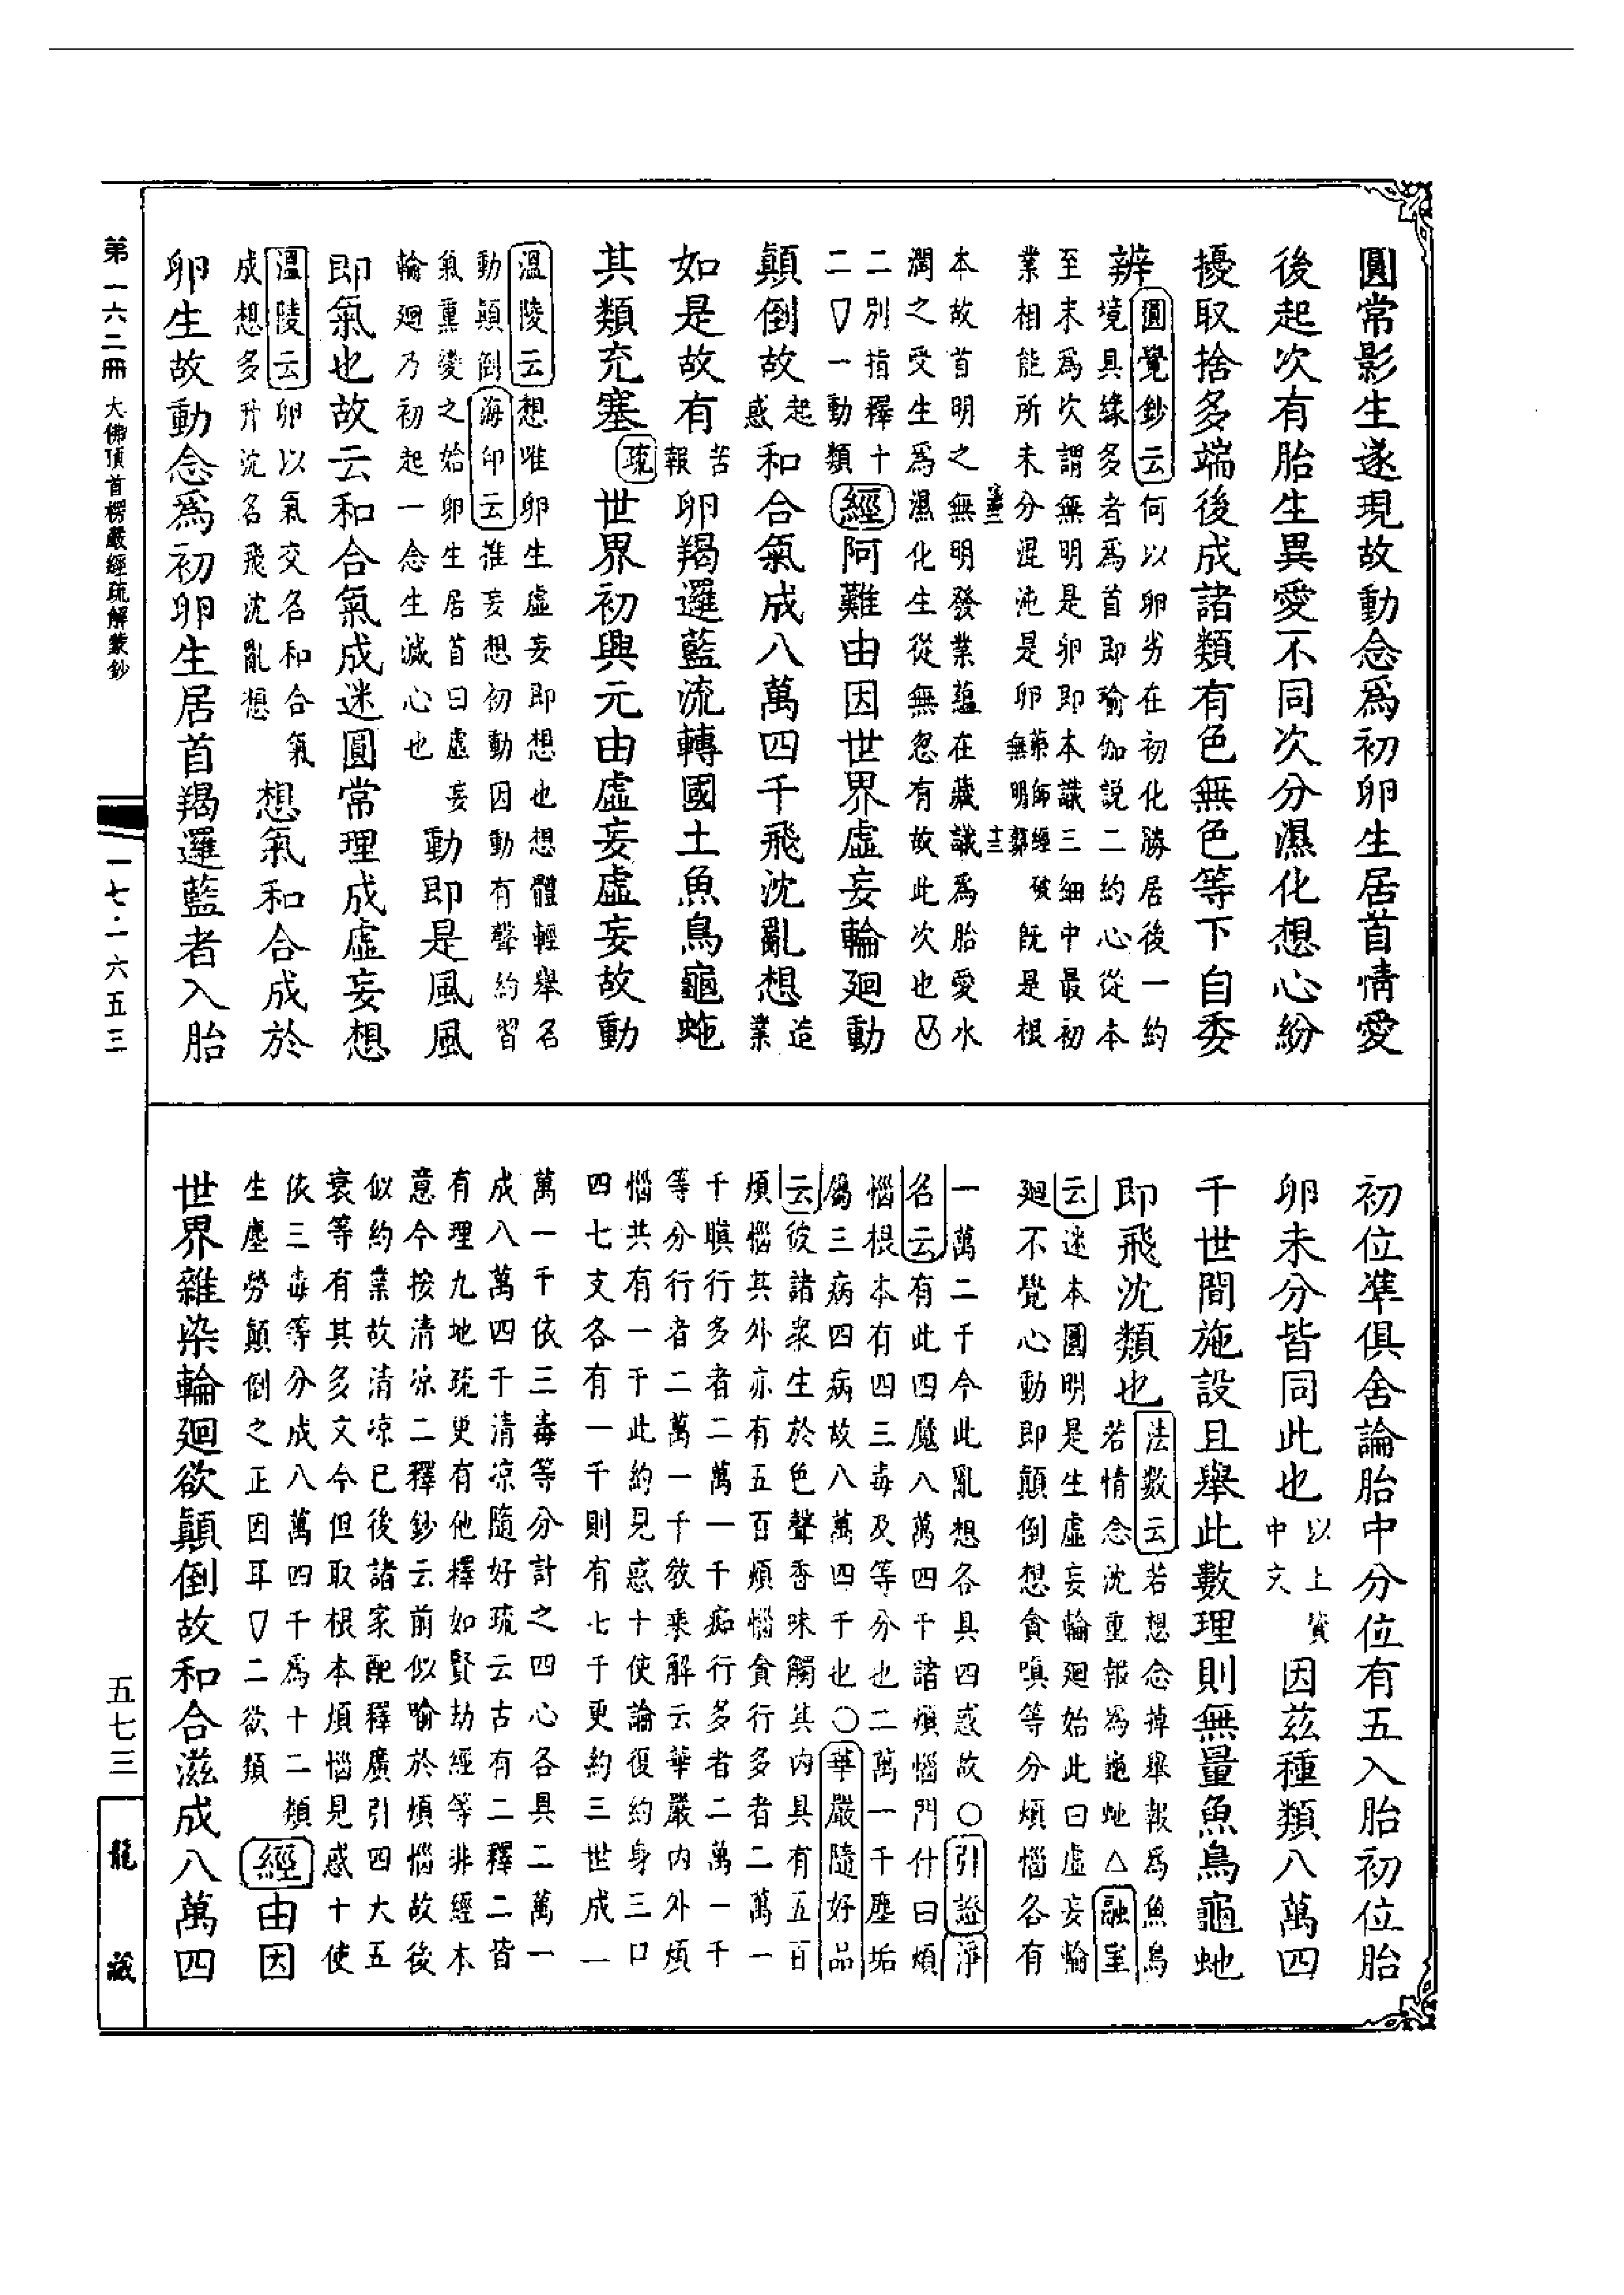 圓常影生遂現故動念為初卵生居首情愛
後起次有胎生異愛不同次分濕化想心紛
擾取捨多端後成諸類有色無色等下自委
辨
圓覺鈔云何以卵劣在初化勝居後一約
境具緣多者為首即瑜伽說二約心從本
至末為次謂無明是卵即本識三細中最初
業相能所未分混沌是卵
無明
既是根
本故首明之無明發業蘊在藏識為胎愛水
潤之受生為濕化生從無忽有故此次也
二別指釋十
二▽一動類
經阿難由因世界虛妄輪迴動
顛倒故
起
惑
和合氣成八萬四千飛沈亂想
造
業
如是故有
苦
報
卵羯邏藍流轉國土魚鳥龜蛇
其類充塞疏世界初興元由虛妄虛妄故動
溫陵云想唯卵生虛妄即想也想體輕舉名
動顛倒海印云推妄想初動因動有聲約習
氣熏變之始卵生居首曰虛妄
輪迴乃初起一念生滅心也
動即是風風
即氣也故云和合氣成迷圓常理成虛妄想
溫陵云卵以氣交名和合氣
成想多升沈名飛沈亂想
想氣和合成於
卵生故動念為初卵生居首羯邏藍者入胎
初位準俱舍論胎中分位有五入胎初位胎
卵未分皆同此也
以上資
中文
因茲種類八萬四
千世間施設且舉此數理則無量魚鳥龜虵
即飛沈類也
法數云若想念掉舉報為魚鳥
若情念沈重報為龜虵△融室
云迷本圓明是生虛妄輪迴始此曰虛妄輪
迴不覺心動即顛倒想貪嗔等分煩惱各有
一萬二千今此亂想各具四惑故○引證淨
名云有此四魔八萬四千諸煩惱門什曰煩
惱根本有四三毒及等分也二萬一千塵垢
屬三病四病故八萬四千也○華嚴隨好品
云彼諸眾生於色聲香味觸其內具有五百
煩惱其外亦有五百煩惱貪行多者二萬一
千瞋行多者二萬一千痴行多者二萬一千
等分行者二萬一千教乘解云華嚴內外煩
惱共有一千此約見惑十使論復約身三口
四七支各有一千則有七千更約三世成二
萬一千依三毒等分計之四心各具二萬一
成八萬四千清涼隨好疏云古有二釋二皆
有理九地疏更有他釋如賢劫經等非經本
意今按清涼二釋鈔云前似喻於煩惱故後
似約業故清涼已後諸家配釋廣引四大五
衰等有其多文今但取根本煩惱見惑十使
依三毒等分成八萬四千為十二類
生塵勞顛倒之正因耳▽二欲類
經由因
世界雜染輪迴欲顛倒故和合滋成八萬四
第一六二冊 大佛頂首楞嚴經疏解蒙鈔
一七·一六五三
五七三
龍藏